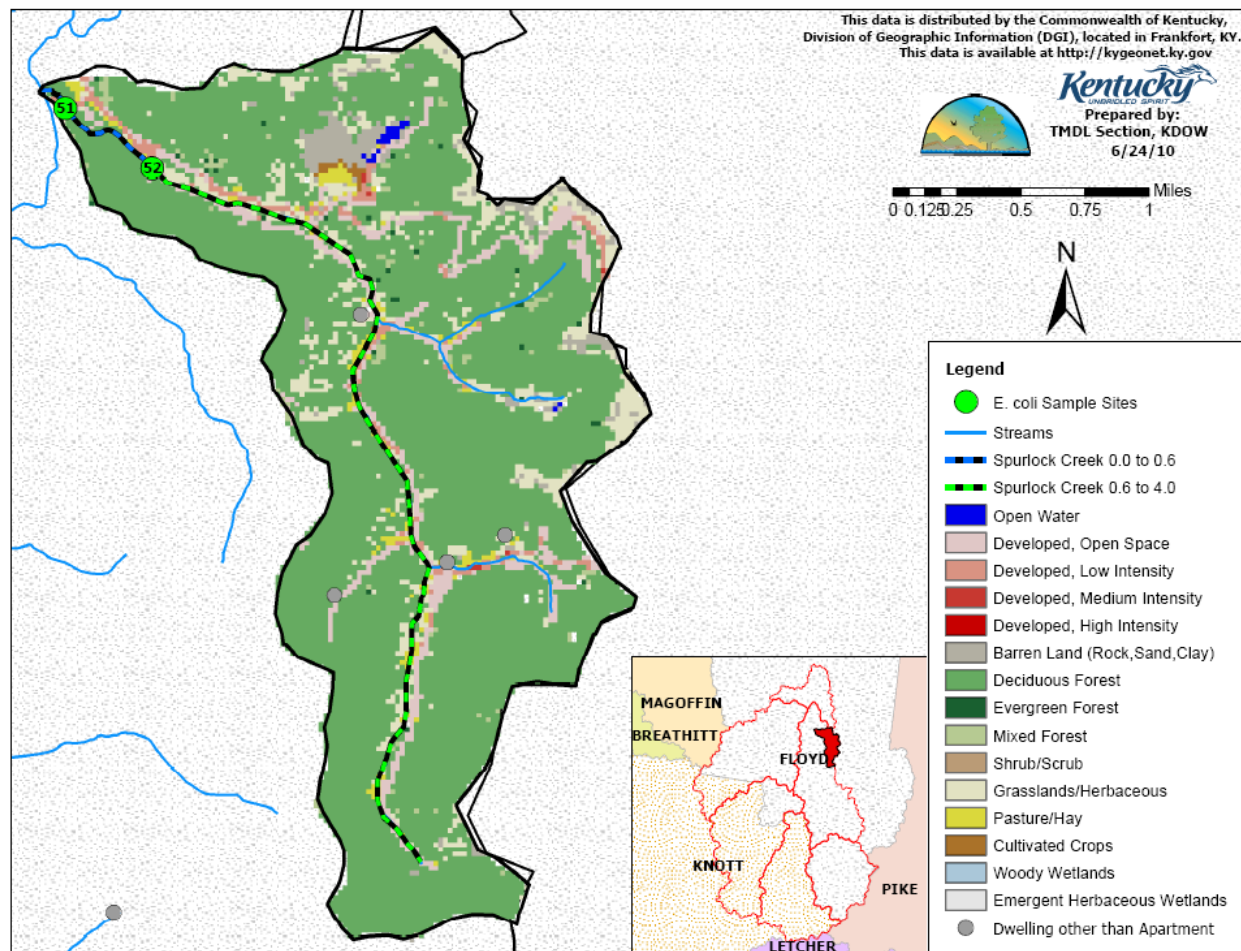 This data is distributed by the Commonwealth of Kentucky,
Division of Geographic Information (DGI), located in Frankfort, KY.
This data is available at http://kygeonet.ky.gov
Kentucky
UNBRIDLED SPIRIT
Prepared by:
TMDL Section, KDOW
6/24/10
Miles
0 0.125 0.25 0.5 0.75 1
N
51
52
Legend
E. coli Sample Sites
Streams
Spurlock Creek 0.0 to 0.6
Spurlock Creek 0.6 to 4.0
Open Water
Developed, Open Space
Developed, Low Intensity
Developed, Medium Intensity
Developed, High Intensity
Barren Land (Rock,Sand,Clay)
Deciduous Forest
Evergreen Forest
Mixed Forest
Shrub/Scrub
Grasslands/Herbaceous
Pasture/Hay
Cultivated Crops
Woody Wetlands
Emergent Herbaceous Wetlands
Dwelling other than Apartment
MAGOFFIN
BREATHITT
FLOYD
KNOTT
PIKE
LETCHER